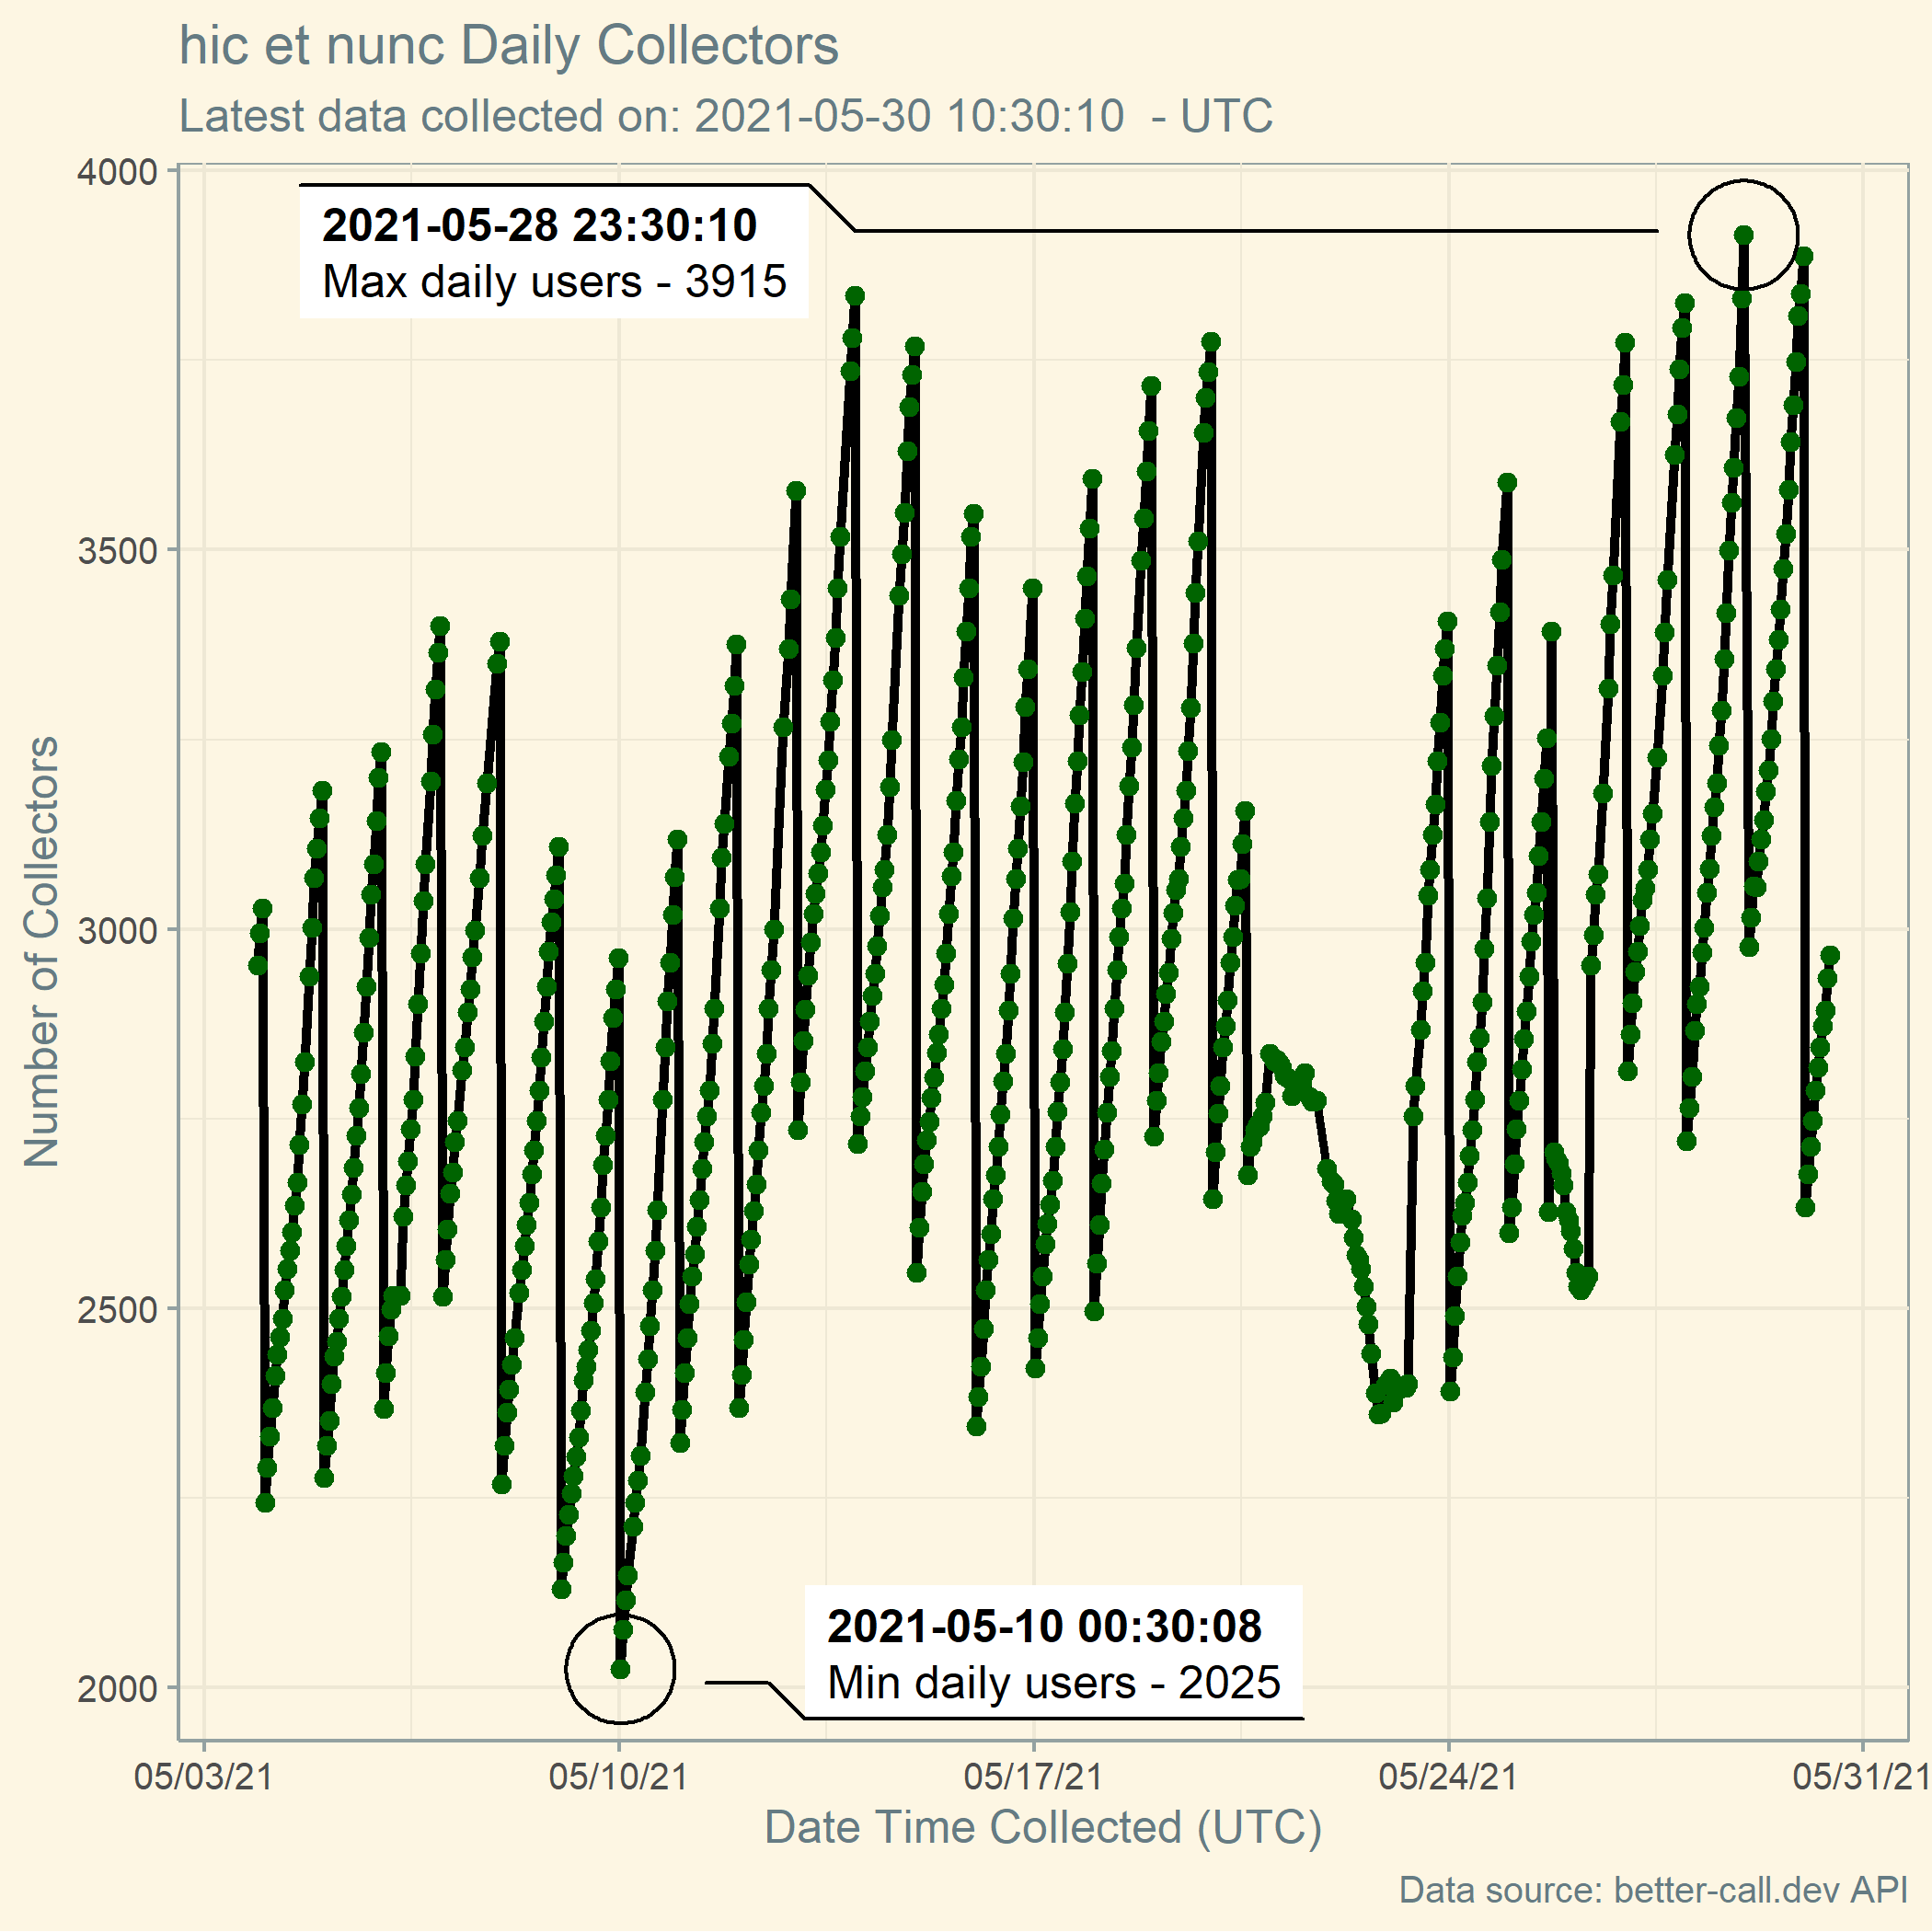 hic et nunc Daily Collectors
Latest data collected on: 2021-05-30 10:30:10  - UTC
4000
2021-05-28 23:30:10
Max daily users - 3915
3500
Number of Collectors
3000
2500
2021-05-10 00:30:08
Min daily users - 2025
2000
05/03/21 05/10/21 05/17/21 05/24/21 05/31/21
Date Time Collected (UTC)
Data source: better-call.dev API